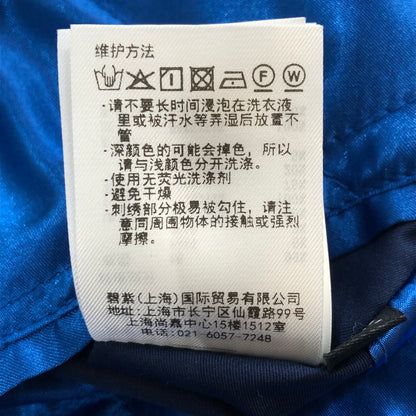 维护方法
F W
·请不要长时间浸泡在洗衣液
里或被汗水等弄湿后放置不
管
·深颜色的可能会掉色，所以
请与浅颜色分开洗涤.
·使用无荧光洗涤剂
·避免干燥
·刺绣部分极易被勾住，请注
意同周围物体的接触或强烈
摩擦.
碧紫(上海)国际贸易有限公司
上海市长宁区仙霞路99号
上海尚嘉中心15楼1512室
电话:021-6057-7248